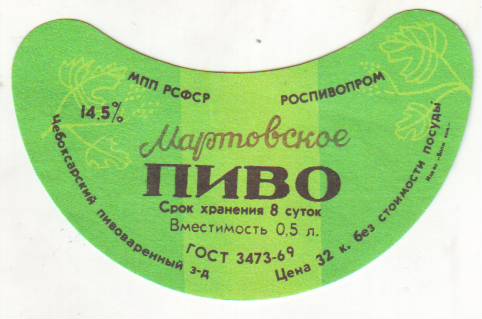 МПП РСФСР
РОСПИВОПРОМ
14,5%
Мартовское
ПИВО
Срок хранения 8 суток
Вместимость 0,5 л.
ГОСТ 3473-69
Чебоксарский пивоваренный з-д
Цена 32 к. без стоимости посуды